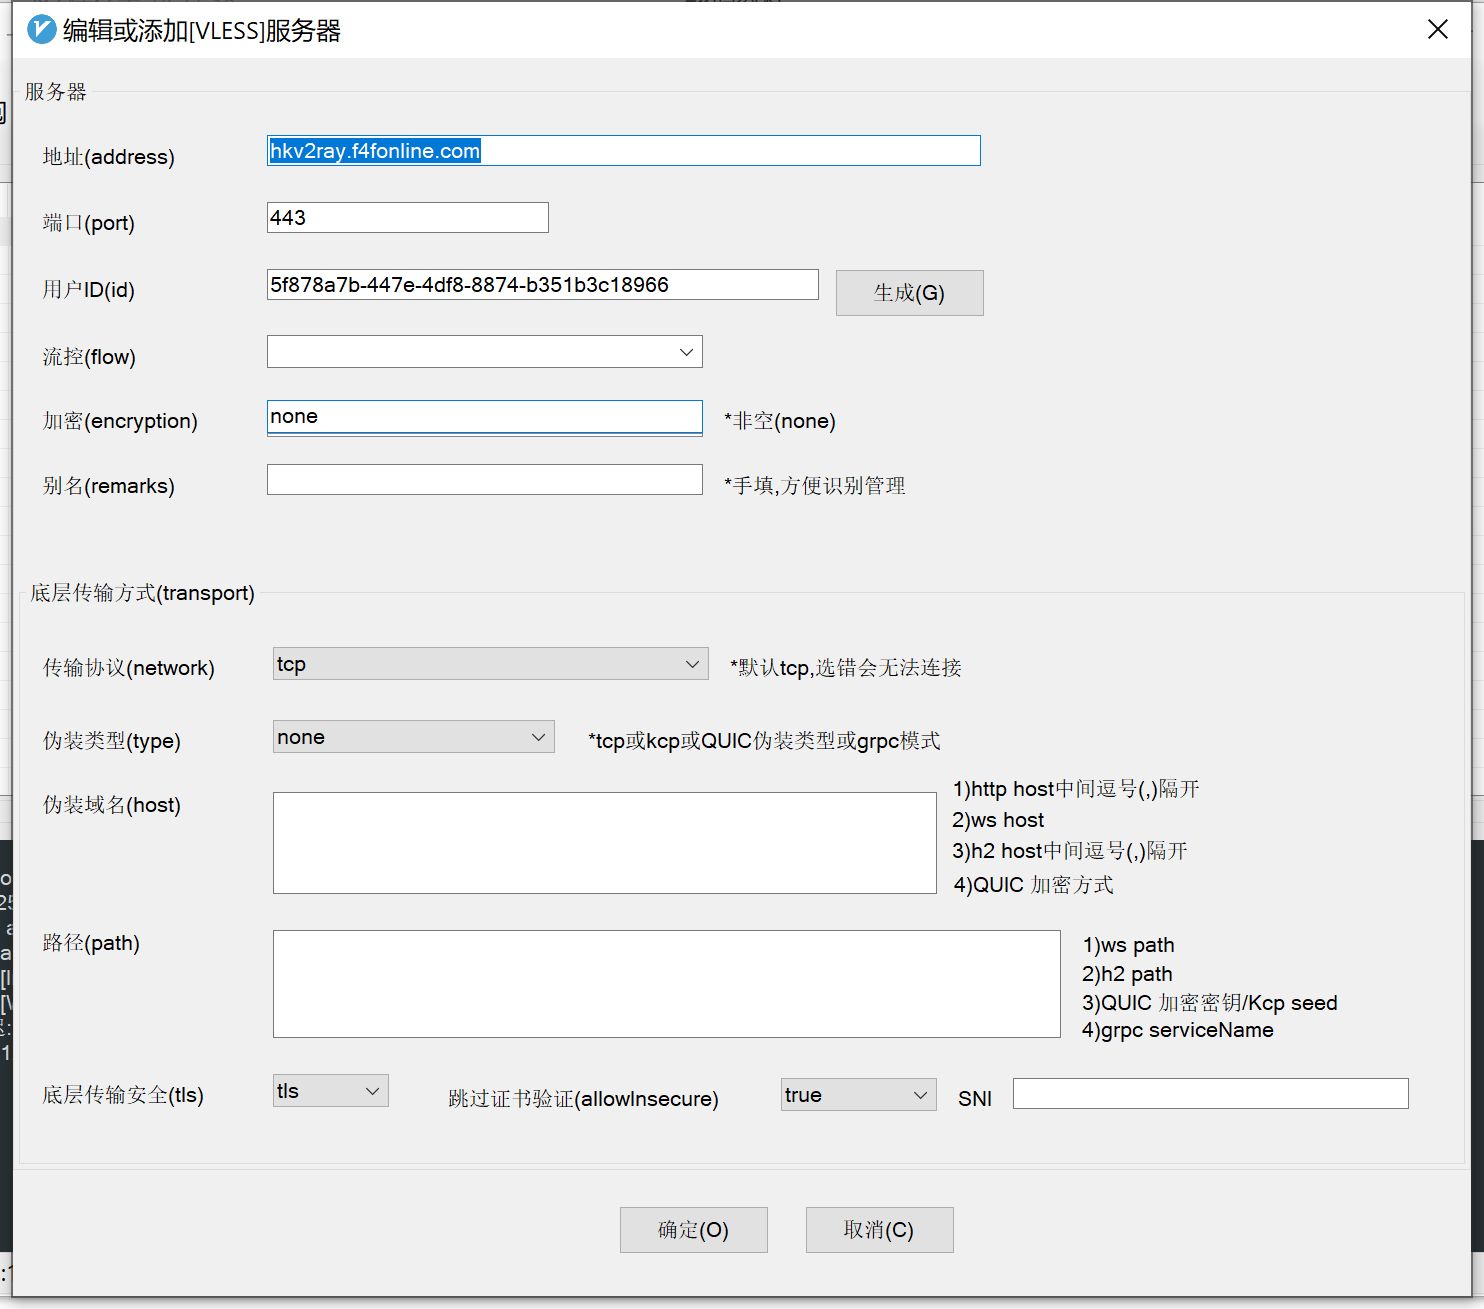 编辑或添加[VLESS]服务器
服务器
地址(address)
hkv2ray.f4fonline.com
端口(port)
443
用户ID(id)
5f878a7b-447e-4df8-8874-b351b3c18966
生成(G)
流控(flow)
加密(encryption)
none
*非空(none)
别名(remarks)
*手填,方便识别管理
底层传输方式(transport)
传输协议(network)
tcp
*默认tcp,选错会无法连接
伪装类型(type)
none
*tcp或kcp或QUIC伪装类型或grpc模式
伪装域名(host)
1)http host中间逗号(,)隔开
2)ws host
3)h2 host中间逗号(,)隔开
4)QUIC 加密方式
路径(path)
1)ws path
2)h2 path
3)QUIC 加密密钥/Kcp seed
4)grpc serviceName
底层传输安全(tls)
tls
跳过证书验证(allowInsecure)
true
SNI
确定(O)
取消(C)